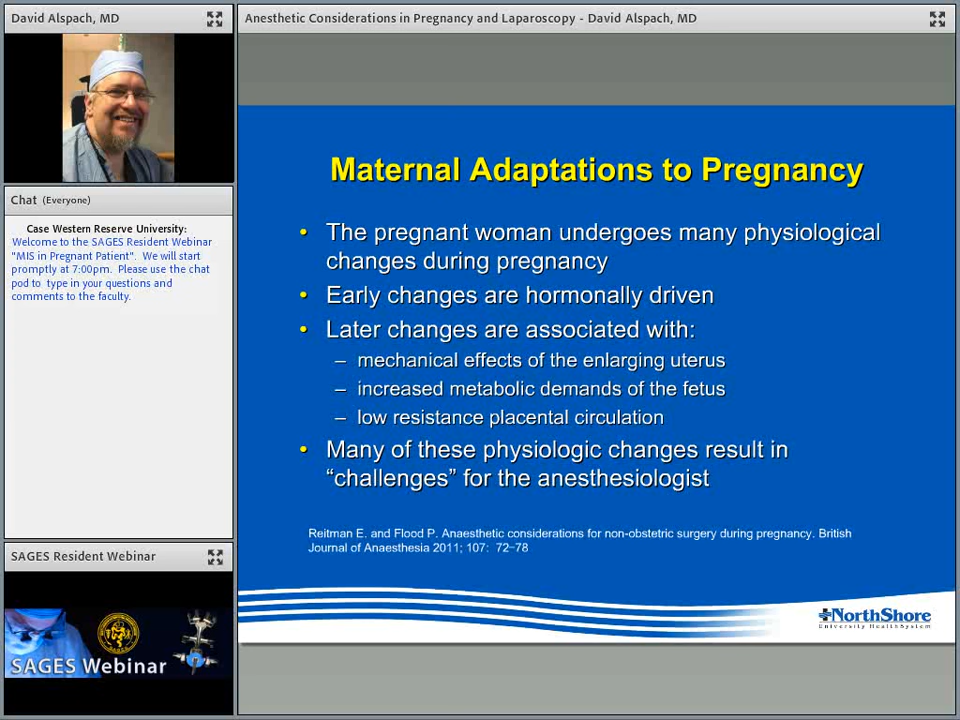 David Alspach, MD
Anesthetic Considerations in Pregnancy and Laparoscopy - David Alspach, MD
Chat (Everyone)
Case Western Reserve University:
Welcome to the SAGES Resident Webinar
"MIS in Pregnant Patient". We will start
promptly at 7:00pm. Please use the chat
pod to type in your questions and
comments to the faculty.
SAGES Resident Webinar
SAGES Webinar
Maternal Adaptations to Pregnancy
• The pregnant woman undergoes many physiological
changes during pregnancy
• Early changes are hormonally driven
• Later changes are associated with:
– mechanical effects of the enlarging uterus
– increased metabolic demands of the fetus
– low resistance placental circulation
• Many of these physiologic changes result in
“challenges” for the anesthesiologist
Reitman E. and Flood P. Anaesthetic considerations for non-obstetric surgery during pregnancy. British
Journal of Anaesthesia 2011; 107: 72–78
NorthShore
University HealthSystem